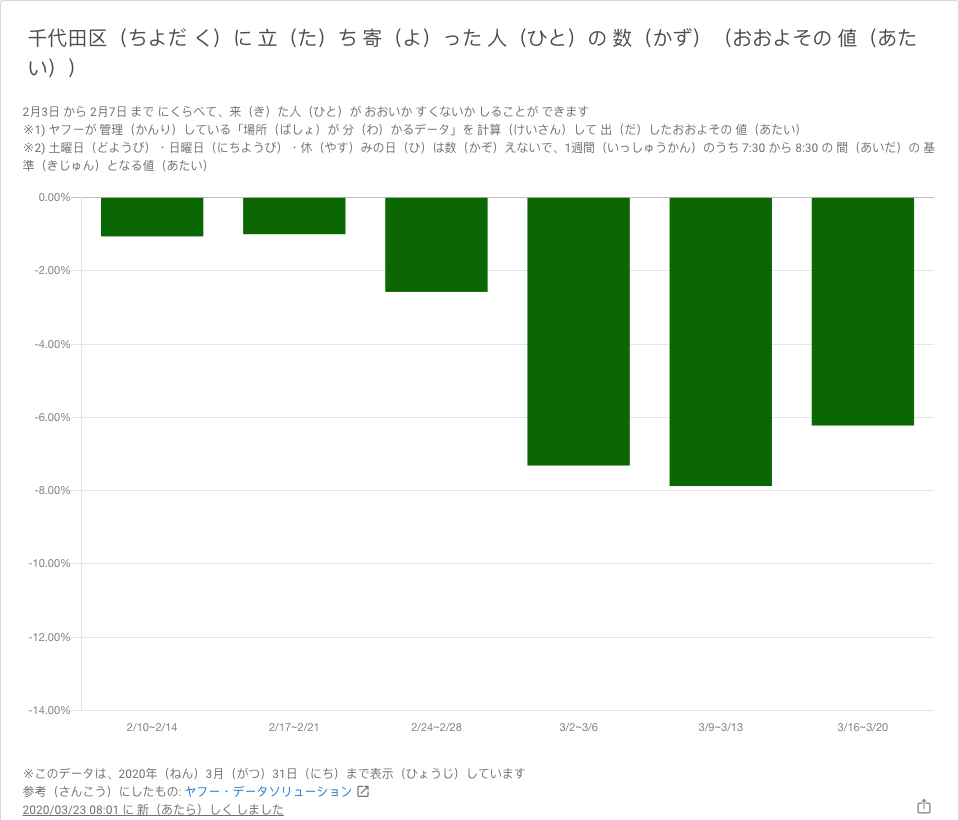 千代田区（ちよだ く）に 立（た）ち 寄（よ）った 人（ひと）の 数（かず）（おおよその 値（あた
い））
2月3日 から 2月7日 まで にくらべて、来（き）た人（ひと）が おおいか すくないか しることが できます
※1) ヤフーが 管理（かんり）している「場所（ばしょ）が 分（わ）かるデータ」を 計算（けいさん）して 出（だ）したおおよその 値（あたい）
※2) 土曜日（どようび）・日曜日（にちようび）・休（やす）みの日（ひ）は数（かぞ）えないで、1週間（いっしゅうかん）のうち 7:30 から 8:30 の 間（あいだ）の 基
準（きじゅん）となる値（あたい）
0.00%
-2.00%
-4.00%
-6.00%
-8.00%
-10.00%
-12.00%
-14.00%
2/10~2/14 2/17~2/21 2/24~2/28 3/2~3/6 3/9~3/13 3/16~3/20
※このデータは、2020年（ねん）3月（がつ）31日（にち）まで表示（ひょうじ）しています
参考（さんこう）にしたもの: ヤフー・データソリューション
2020/03/23 08:01 に 新（あたら）しく しました